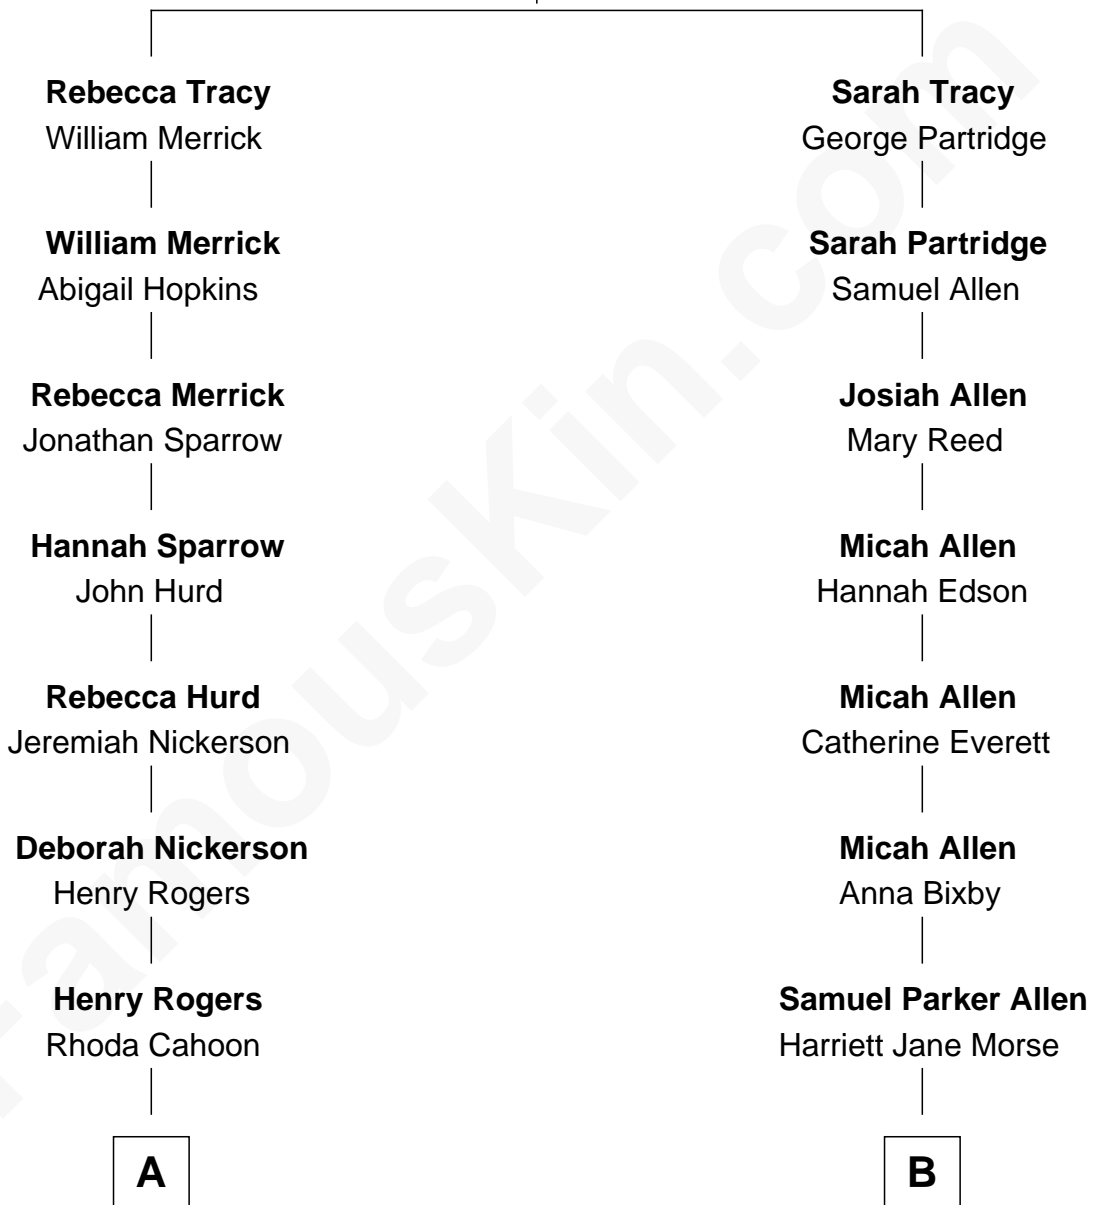 Rebecca Tracy
William Merrick
William Merrick
Abigail Hopkins
Rebecca Merrick
Jonathan Sparrow
Hannah Sparrow
John Hurd
Rebecca Hurd
Jeremiah Nickerson
Deborah Nickerson
Henry Rogers
Henry Rogers
Rhoda Cahoon
A
Sarah Tracy
George Partridge
Sarah Partridge
Samuel Allen
Josiah Allen
Mary Reed
Micah Allen
Hannah Edson
Micah Allen
Catherine Everett
Micah Allen
Anna Bixby
Samuel Parker Allen
Harriett Jane Morse
B
FamousKin.com